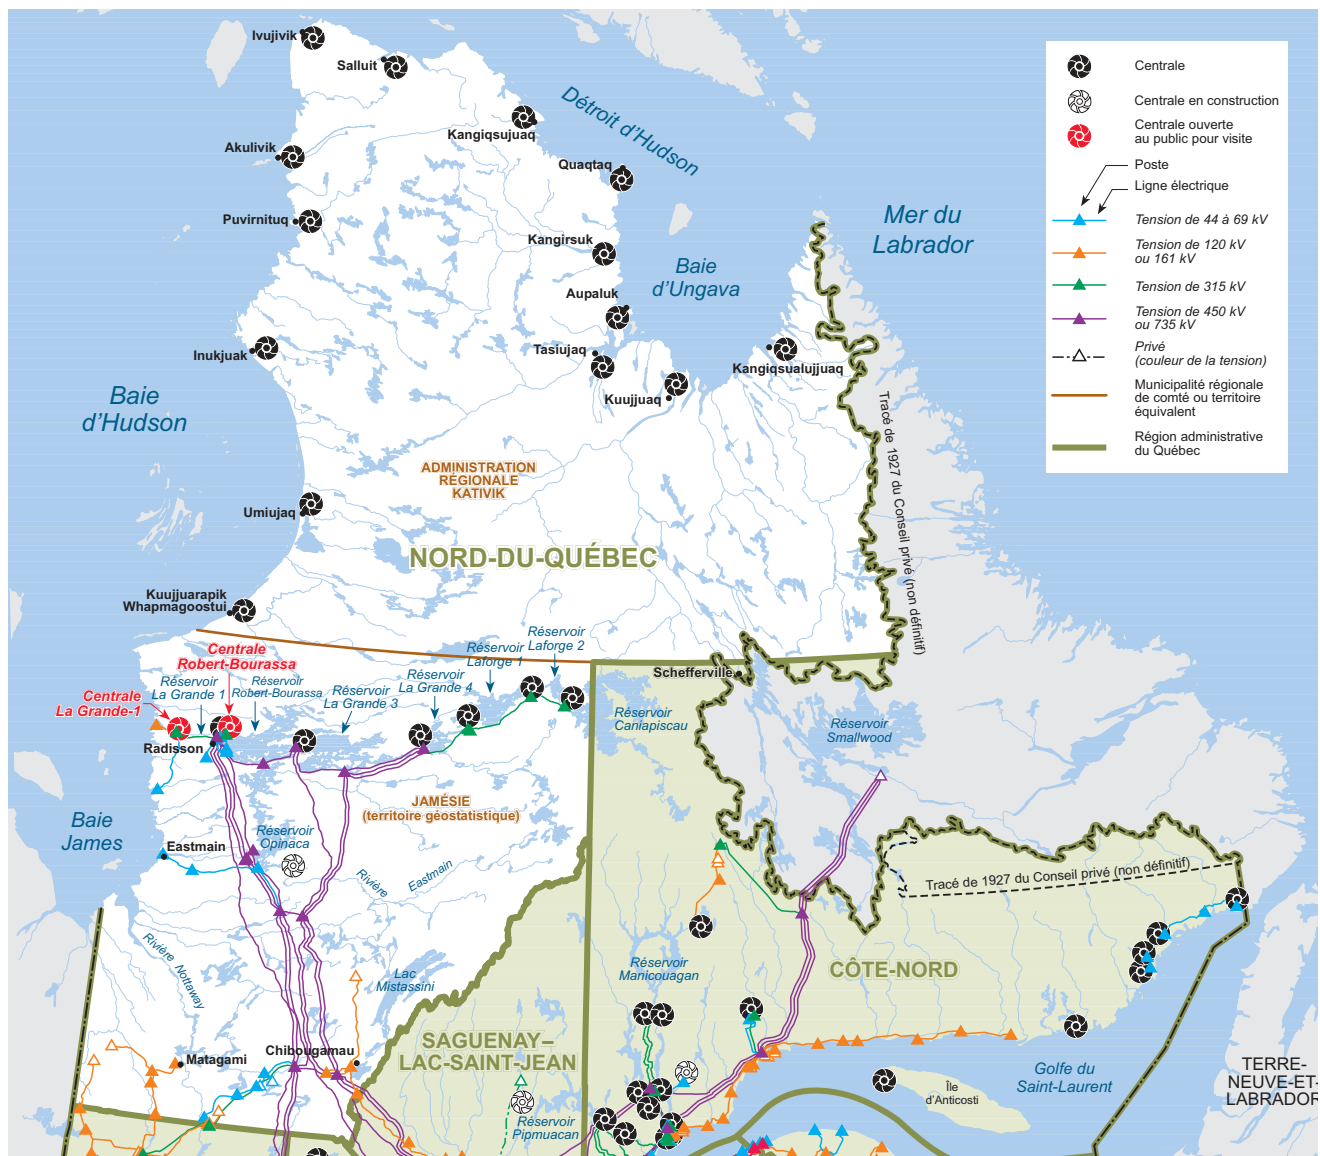 Ivujivik
Salluit
Kangiqsujuaq
Détroit d'Hudson
Akulivik
Quaqtaq
Puvirnituq
Kangirsuk
Mer du
Labrador
Baie
d'Ungava
Aupaluk
Inukjuak
Tasiujaq
Kangiqsualujjuaq
Kuujjuaq
Baie
d'Hudson
Tracé de 1927 du Conseil privé (non définitif)
ADMINISTRATION
RÉGIONALE
KATIVIK
Umiujaq
NORD-DU-QUÉBEC
Kuujjuarapik
Whapmagoostui
Centrale
Robert-Bourassa
Réservoir
Laforge 1
Réservoir
Laforge 2
Schefferville
Centrale
La Grande-1
Réservoir
La Grande 1
Réservoir
Robert-Bourassa
Réservoir
La Grande 3
Réservoir
La Grande 4
Réservoir
Caniapiscau
Réservoir
Smallwood
Radisson
JAMÉSIE
(territoire géostatistique)
Baie
James
Eastmain
Réservoir
Opinaca
Rivière Eastmain
Tracé de 1927 du Conseil privé (non définitif)
Rivière Nottaway
Lac
Mistassini
Réservoir
Manicouagan
CÔTE-NORD
SAGUENAY–
LAC-SAINT-JEAN
Matagami
Chibougamau
Réservoir
Pipmuacan
Golfe du
Saint-Laurent
Île
d'Anticosti
TERRE-
NEUVE-ET-
LABRADOR
Centrale
Centrale en construction
Centrale ouverte
au public pour visite
Poste
Ligne électrique
Tension de 44 à 69 kV
Tension de 120 kV
ou 161 kV
Tension de 315 kV
Tension de 450 kV
ou 735 kV
Privé
(couleur de la tension)
Municipalité régionale
de comté ou territoire
équivalent
Région administrative
du Québec